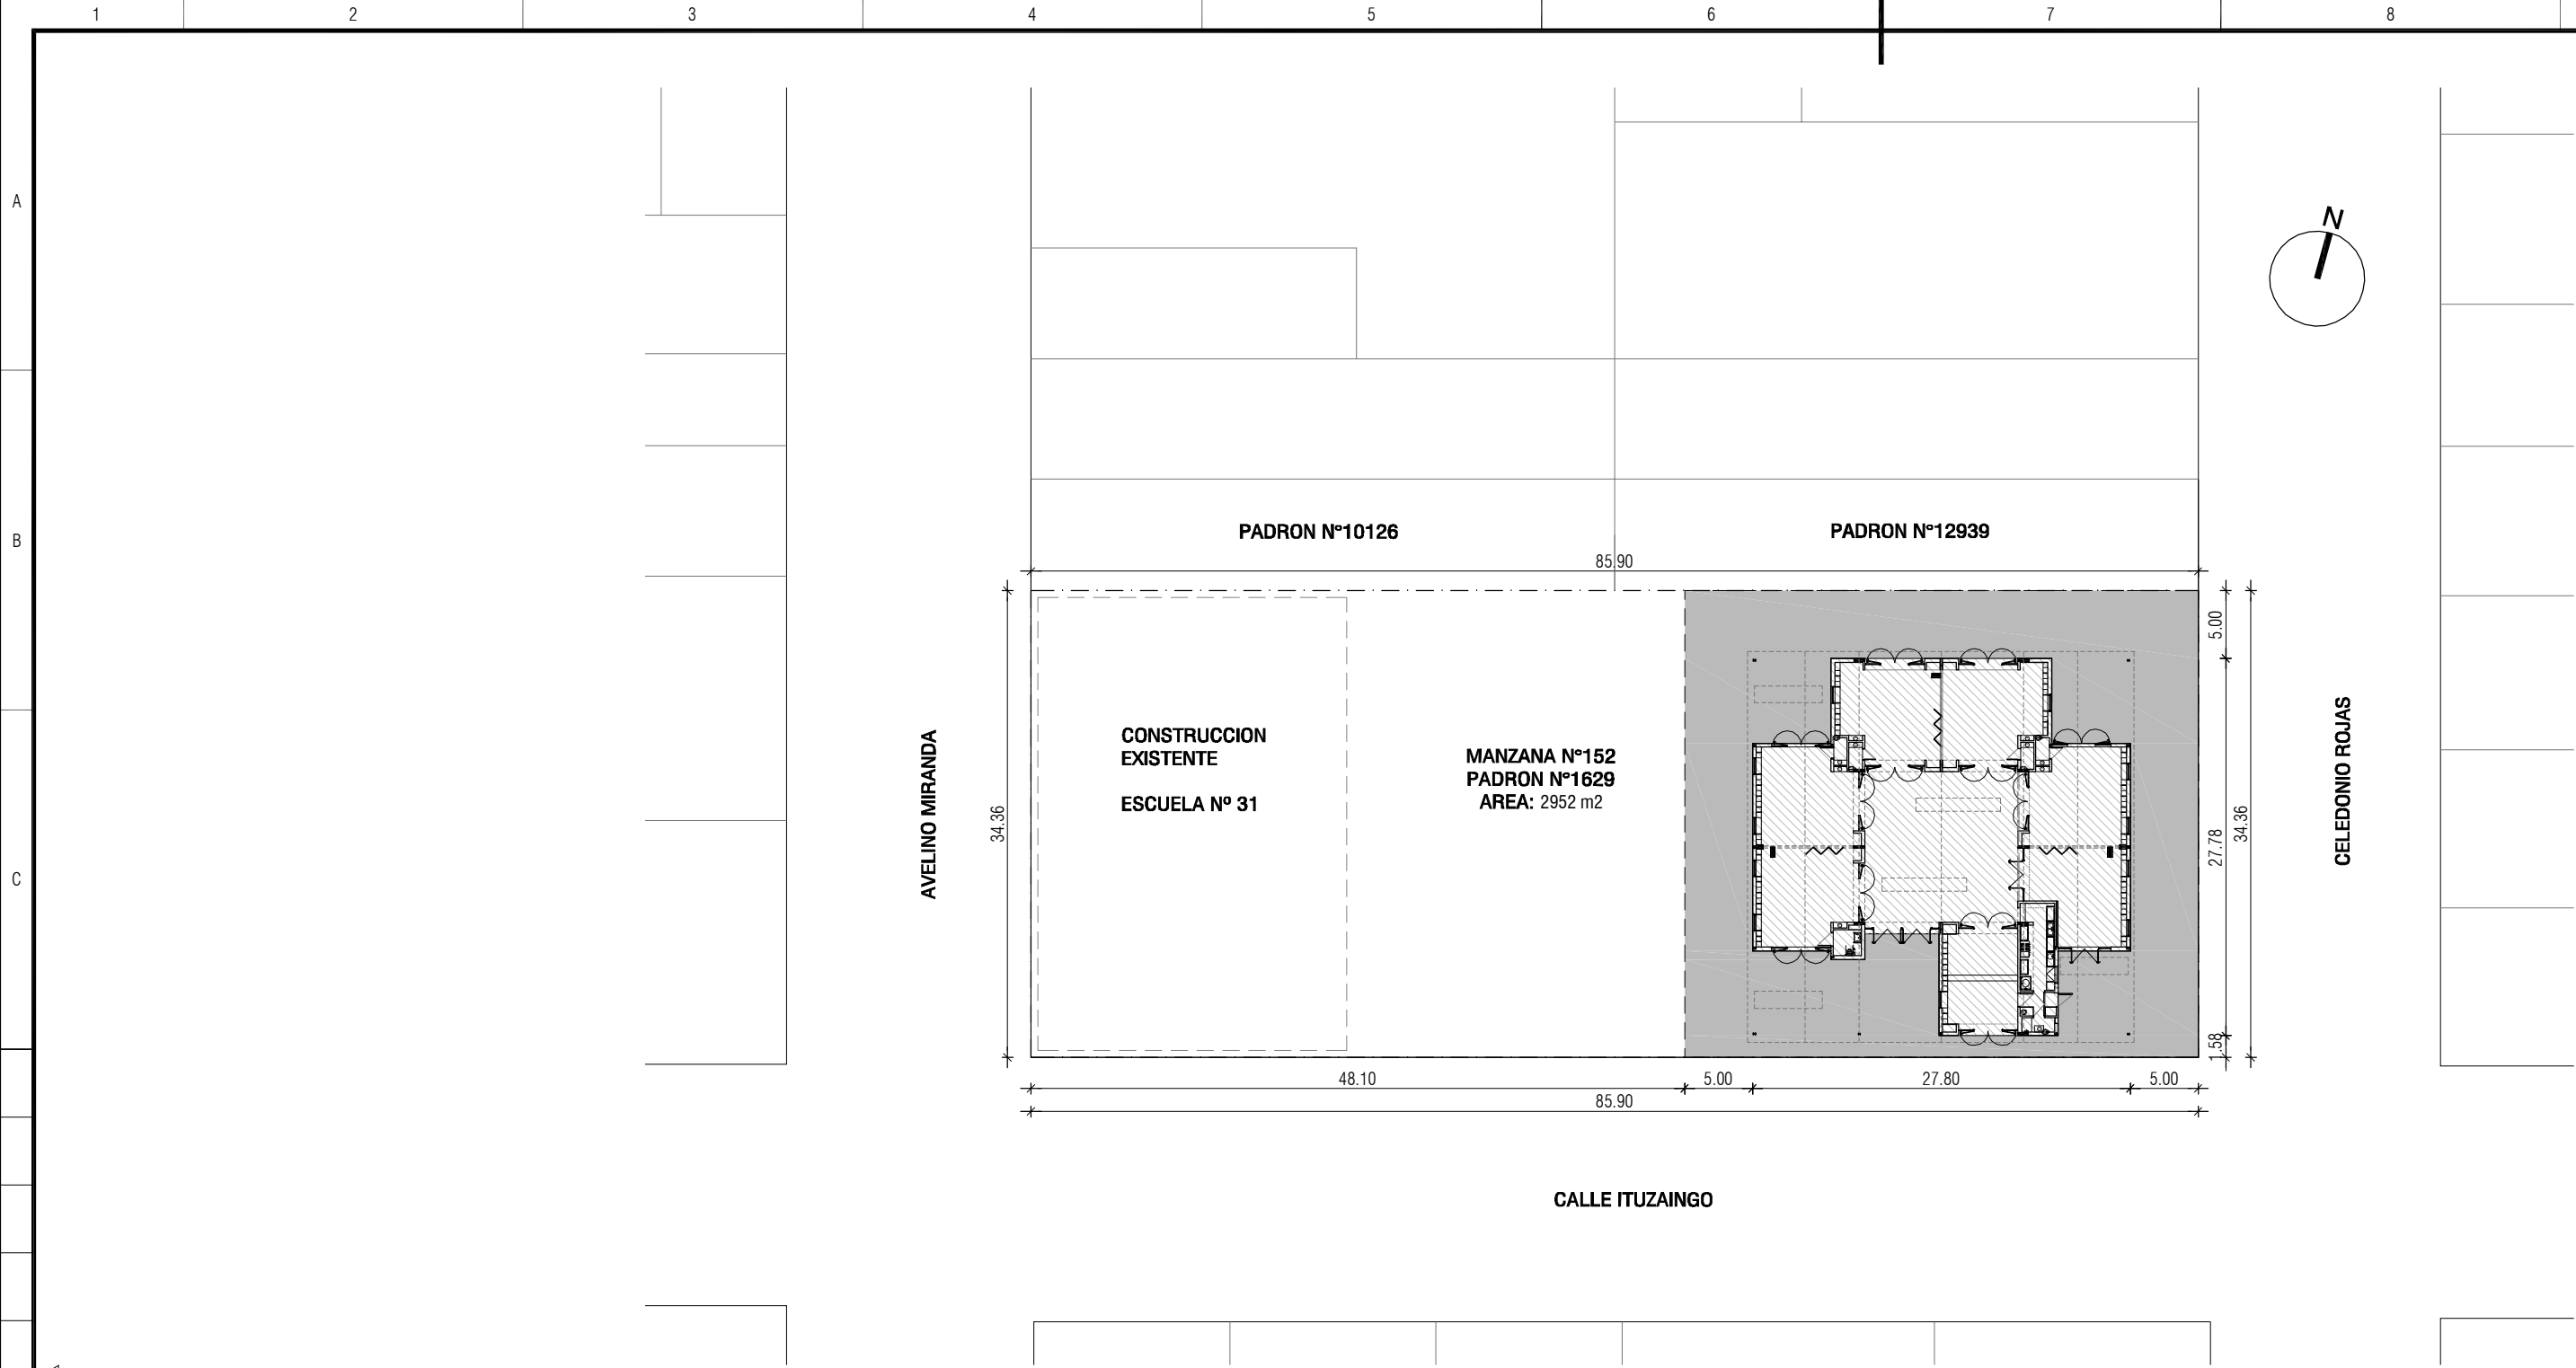 1 2 3 4 5 6 7 8
A
N
B
PADRON Nº10126
PADRON Nº12939
85.90
5.00
CONSTRUCCION
EXISTENTE
ESCUELA Nº 31
MANZANA Nº152
PADRON Nº1629
AREA: 2952 m2
AVELINO MIRANDA
34.36
27.78
34.36
CELEDONIO ROJAS
C
1.58
48.10 5.00 27.80 5.00
85.90
CALLE ITUZAINGO